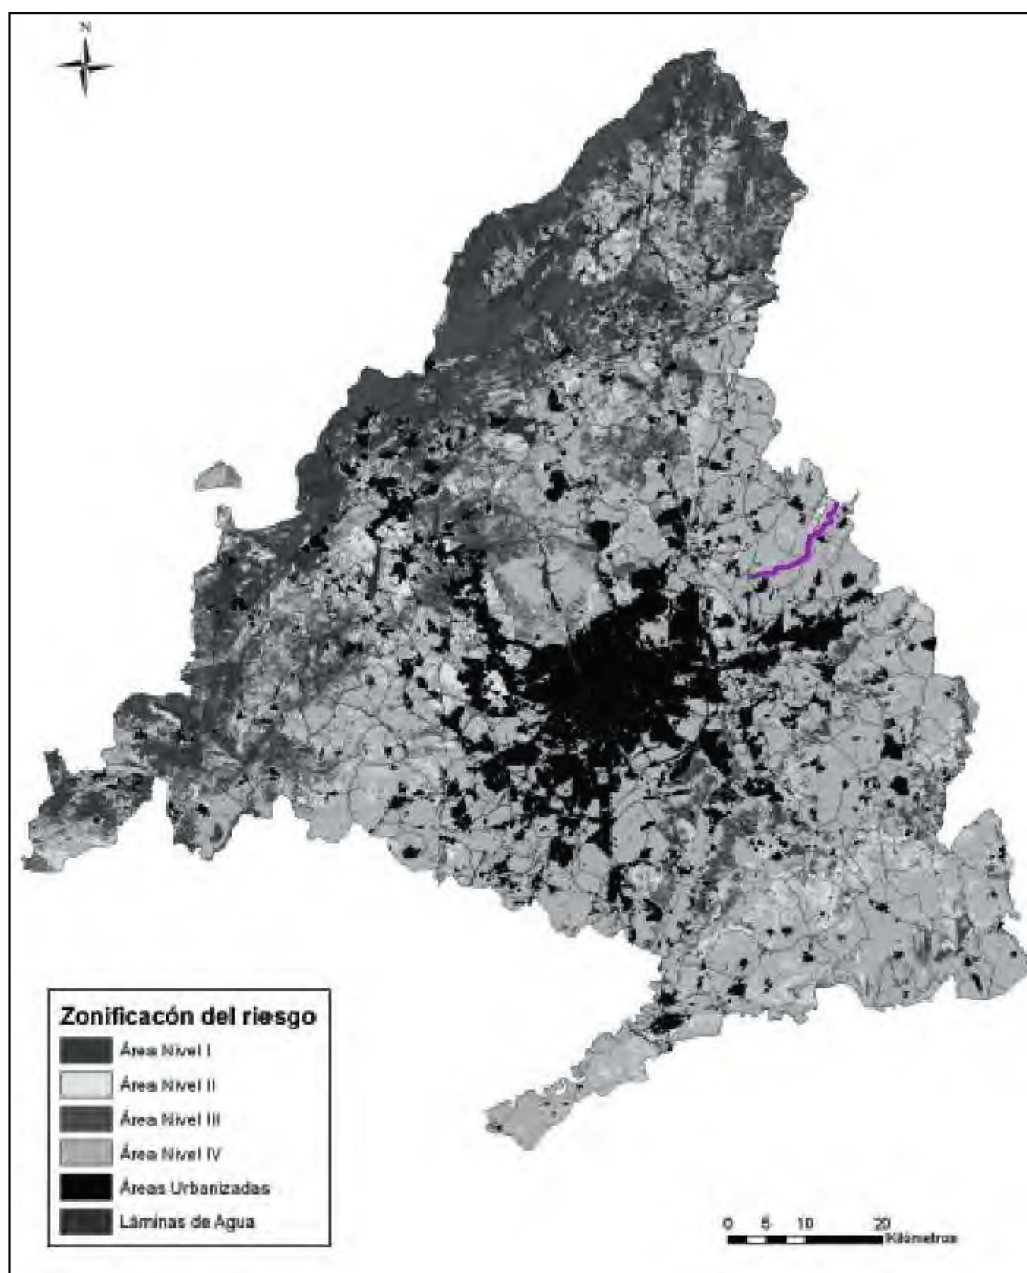 N
Zonificacón del riesgo
Área Nivel I
Área Nivel II
Área Nivel III
Área Nivel IV
Áreas Urbanizadas
Láminas de Agua
0 5 10 20
Kilómetros